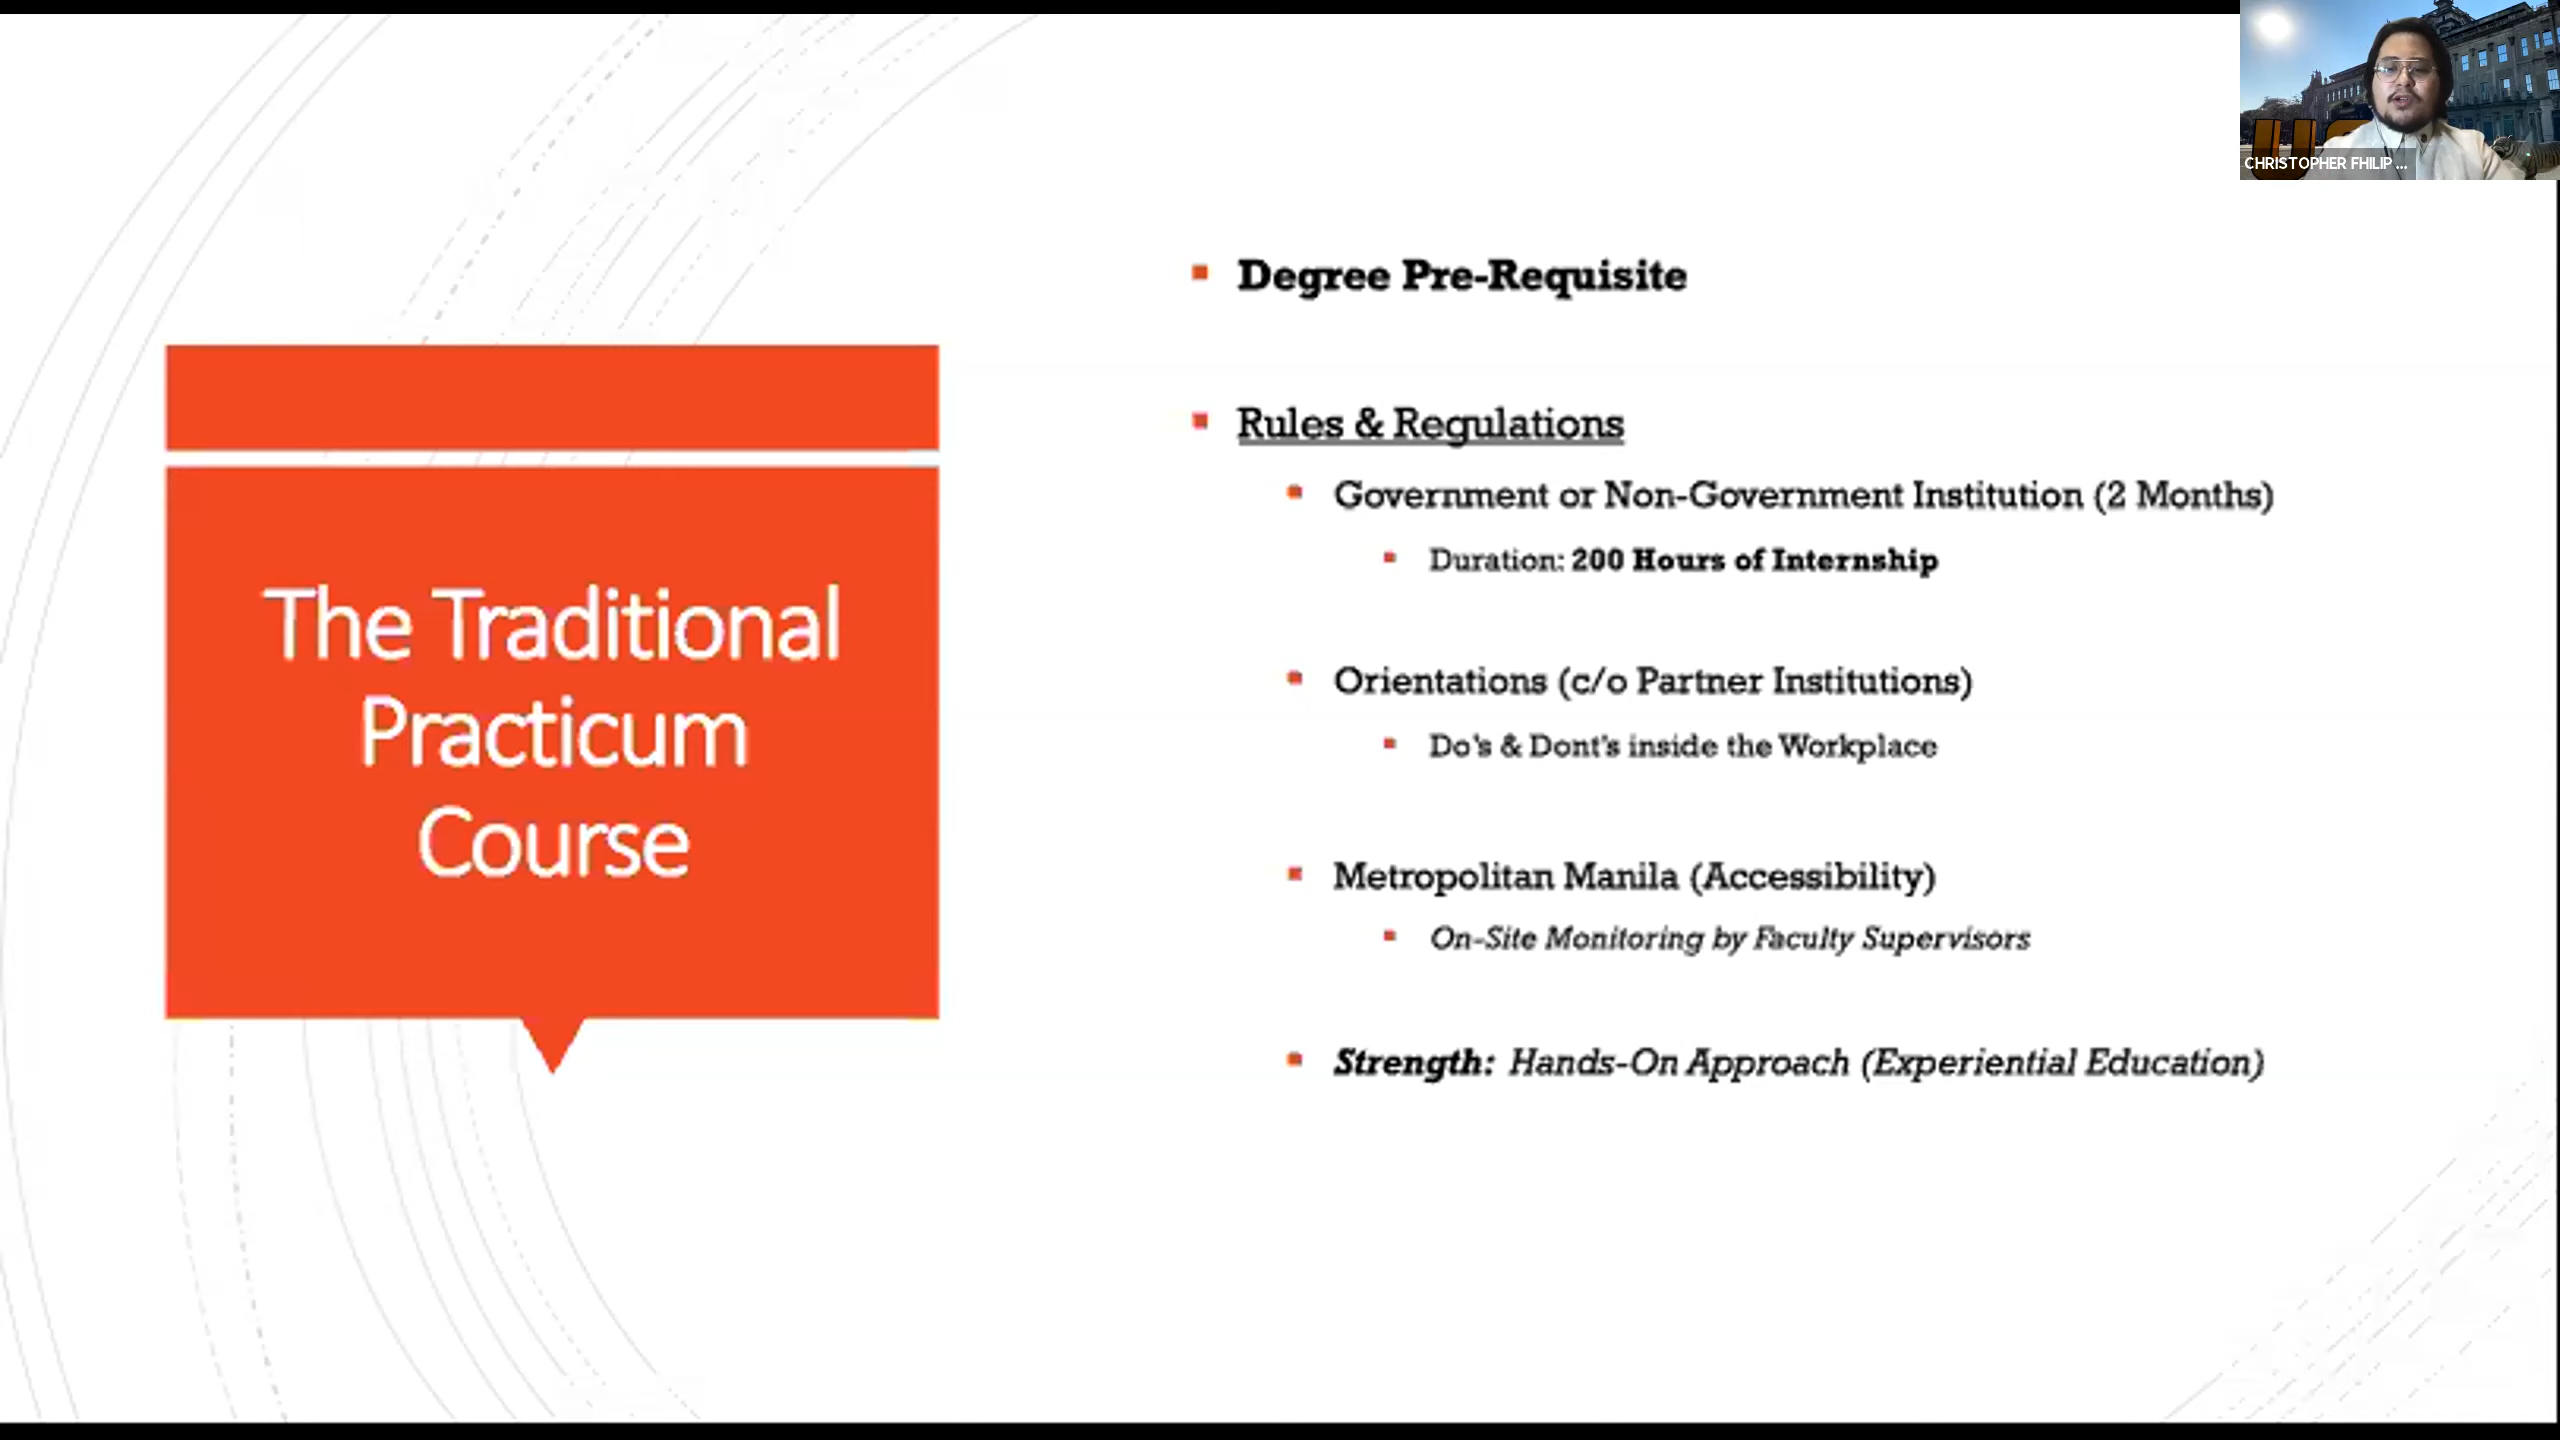 The Traditional
Practicum
Course
Degree Pre-Requisite
Rules & Regulations
Government or Non-Government Institution (2 Months)
Duration: 200 Hours of Internship
Orientations (c/o Partner Institutions)
Do's & Dont's inside the Workplace
Metropolitan Manila (Accessibility)
On-Site Monitoring by Faculty Supervisors
Strength: Hands-On Approach (Experiential Education)
CHRISTOPHER FHILIP ...